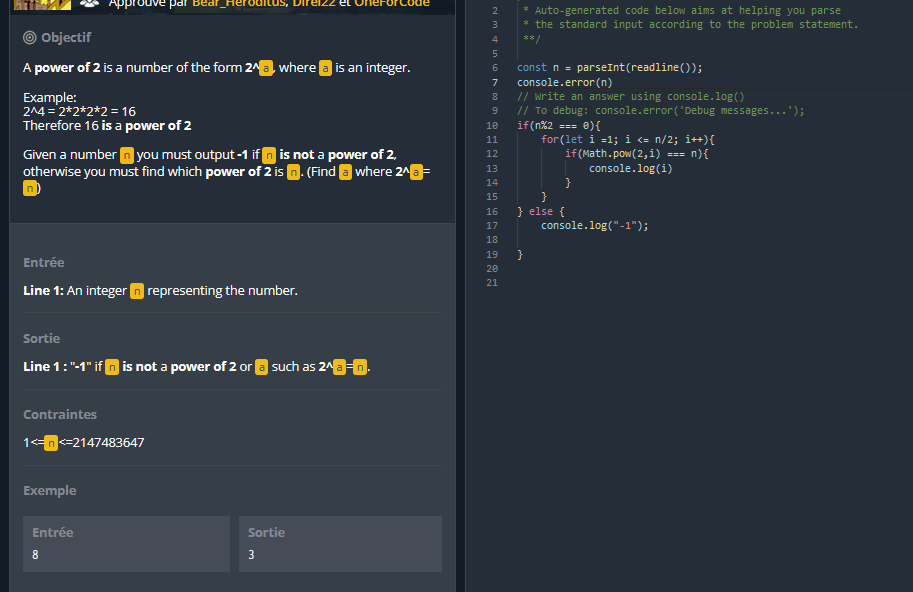 Approuvé par Bear_Heroditus, Direl22 et OneForCode
Objectif
A power of 2 is a number of the form 2^a, where a is an integer.
Example:
2^4 = 2*2*2*2 = 16
Therefore 16 is a power of 2
Given a number n you must output -1 if n is not a power of 2,
otherwise you must find which power of 2 is n. (Find a where 2^a=
n)
Entrée
Line 1: An integer n representing the number.
Sortie
Line 1 : "-1" if n is not a power of 2 or a such as 2^a=n.
Contraintes
1<=n<=2147483647
Exemple
Entrée
8
Sortie
3
2 * Auto-generated code below aims at helping you parse
3 * the standard input according to the problem statement.
4 **/
5
6 const n = parseInt(readline());
7 console.error(n)
8 // Write an answer using console.log()
9 // To debug: console.error('Debug messages...');
10 if(n%2 === 0){
11 for(let i =1; i <= n/2; i++){
12 if(Math.pow(2,i) === n){
13 console.log(i)
14 }
15 }
16 } else {
17 console.log("-1");
18
19 }
20
21